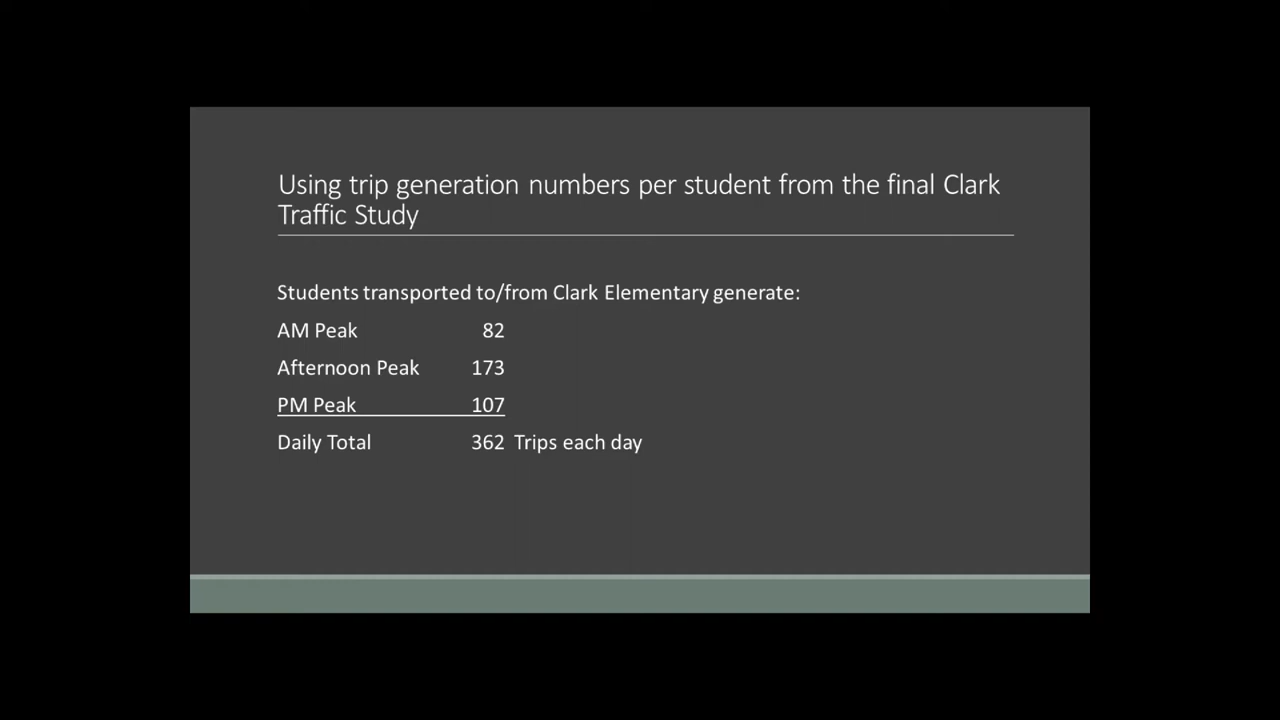 Using trip generation numbers per student from the final Clark
Traffic Study
Students transported to/from Clark Elementary generate:
AM Peak 82
Afternoon Peak 173
PM Peak 107
Daily Total 362 Trips each day